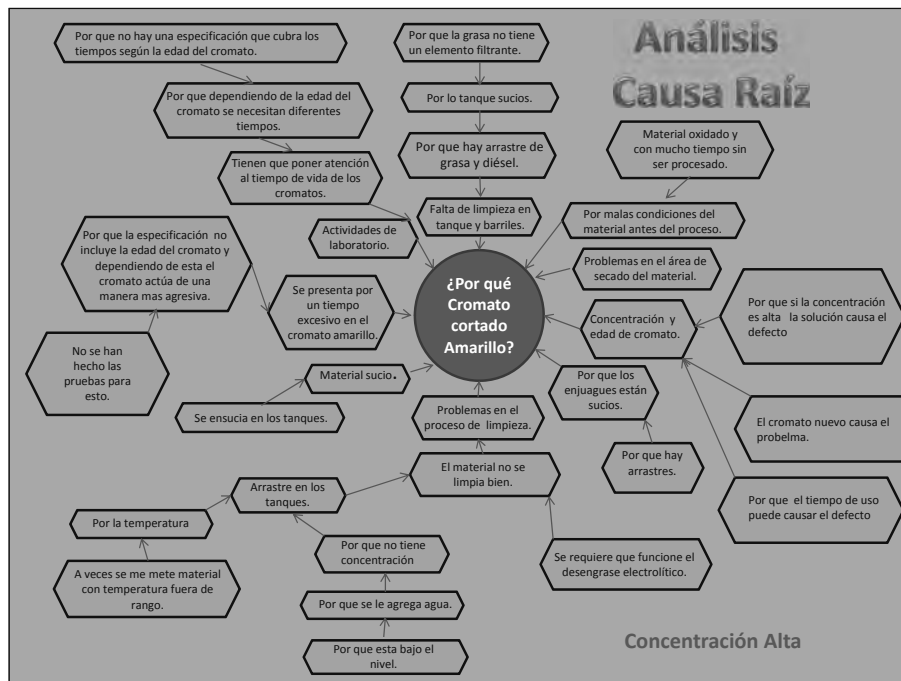 Análisis
Causa Raíz
Por que no hay una especificación que cubra los
tiempos según la edad del cromato.
Por que dependiendo de la edad del
cromato se necesitan diferentes
tiempos.
Tienen que poner atención
al tiempo de vida de los
cromatos.
Actividades de
laboratorio.
Por que la grasa no tiene
un elemento filtrante.
Por lo tanque sucios.
Por que hay arrastre de
grasa y diésel.
Falta de limpieza en
tanque y barriles.
Material oxidado y
con mucho tiempo sin
ser procesado.
Por malas condiciones del
material antes del proceso.
Problemas en el área de
secado del material.
Por que la especificación no
incluye la edad del cromato y
dependiendo de esta el
cromato actúa de una
manera mas agresiva.
No se han
hecho las
pruebas para
esto.
Se presenta por
un tiempo
excesivo en el
cromato amarillo.
¿Por qué
Cromato
cortado
Amarillo?
Concentración y
edad de cromato.
Por que si la concentración
es alta la solución causa el
defecto
El cromato nuevo causa el
probelma.
Por que el tiempo de uso
puede causar el defecto
Material sucio.
Se ensucia en los tanques.
Por que los
enjuagues están
sucios.
Por que hay
arrastres.
Problemas en el
proceso de limpieza.
El material no se
limpia bien.
Se requiere que funcione el
desengrase electrolítico.
Arrastre en los
tanques.
Por la temperatura
A veces se me mete material
con temperatura fuera de
rango.
Por que no tiene
concentración
Por que se le agrega agua.
Por que esta bajo el
nivel.
Concentración Alta